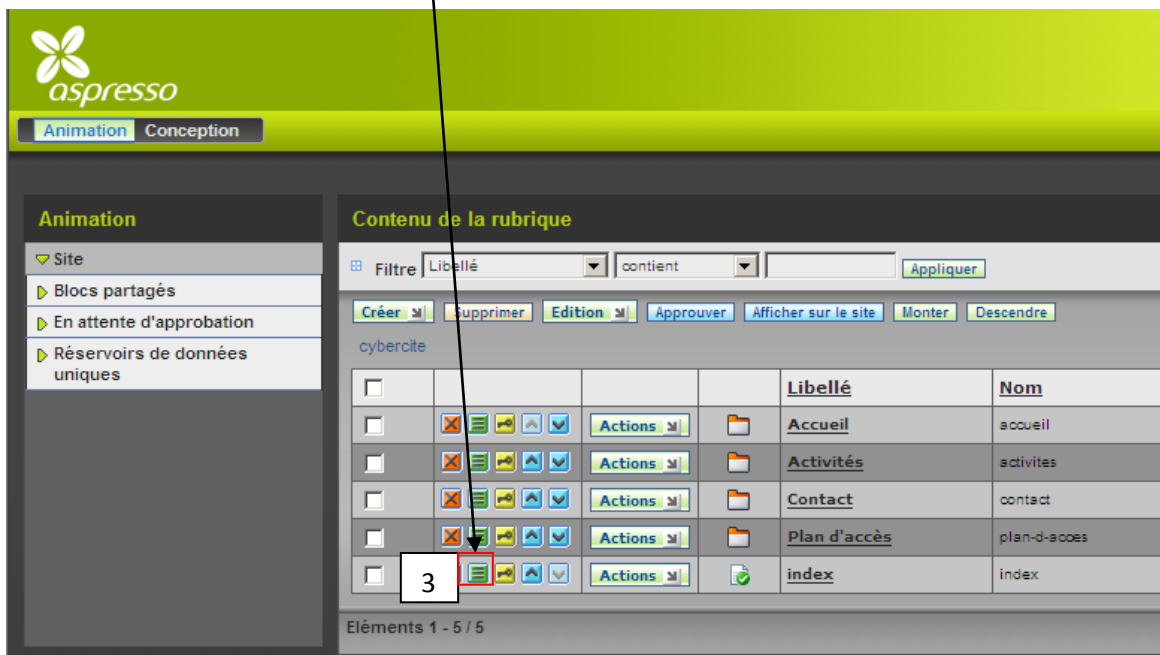 aspresso
Animation Conception
Animation
Site
Blocs partagés
En attente d'approbation
Réservoirs de données
uniques
Contenu de la rubrique
Filtre Libellé contient Appliquer
Créer Supprimer Edition Approuver Afficher sur le site Monter Descendre
cybercite
Libellé Nom
Actions Accueil accueil
Actions Activités activites
Actions Contact contact
Actions Plan d'accès plan-d-acces
3 Actions index index
Eléments 1 - 5 / 5